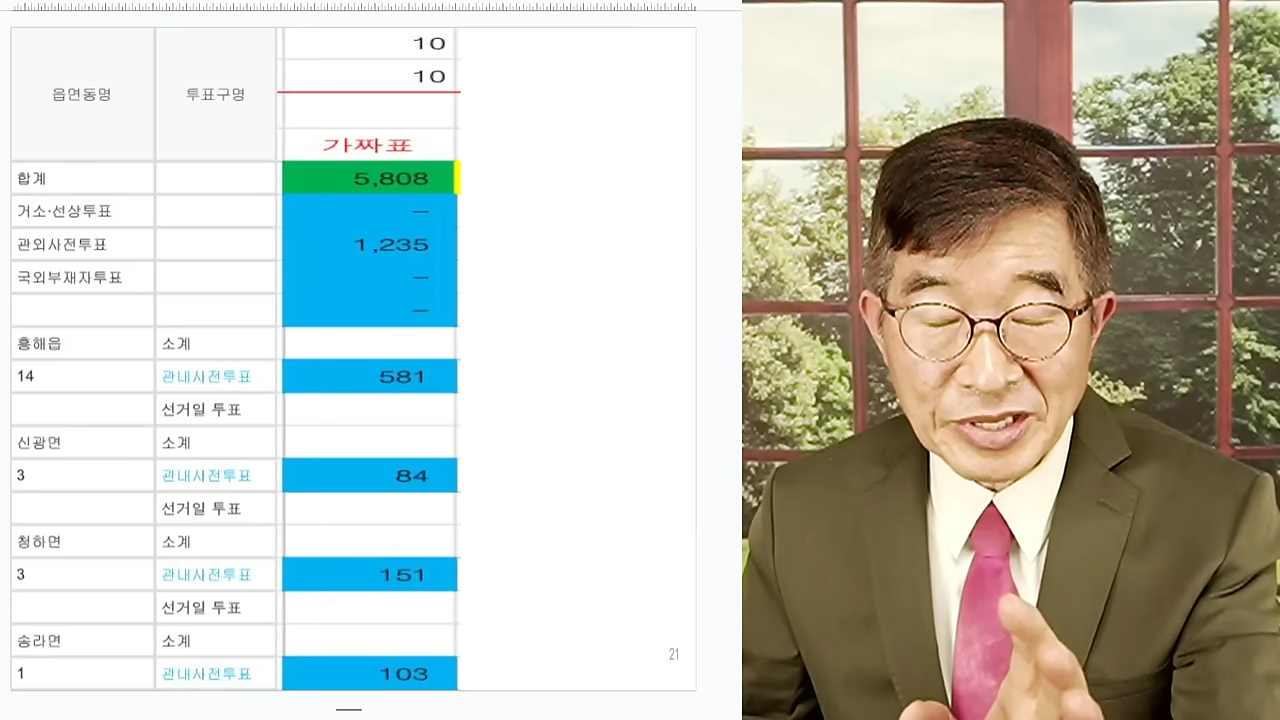 10
10
읍면동명 투표구명
가짜표
합계 5,808
거소·선상투표 —
관외사전투표 1,235
국외부재자투표 —
—
흥해읍 소계
14 관내사전투표 581
선거일 투표
신광면 소계
3 관내사전투표 84
선거일 투표
청하면 소계
3 관내사전투표 151
선거일 투표
송라면 소계
1 관내사전투표 103
21